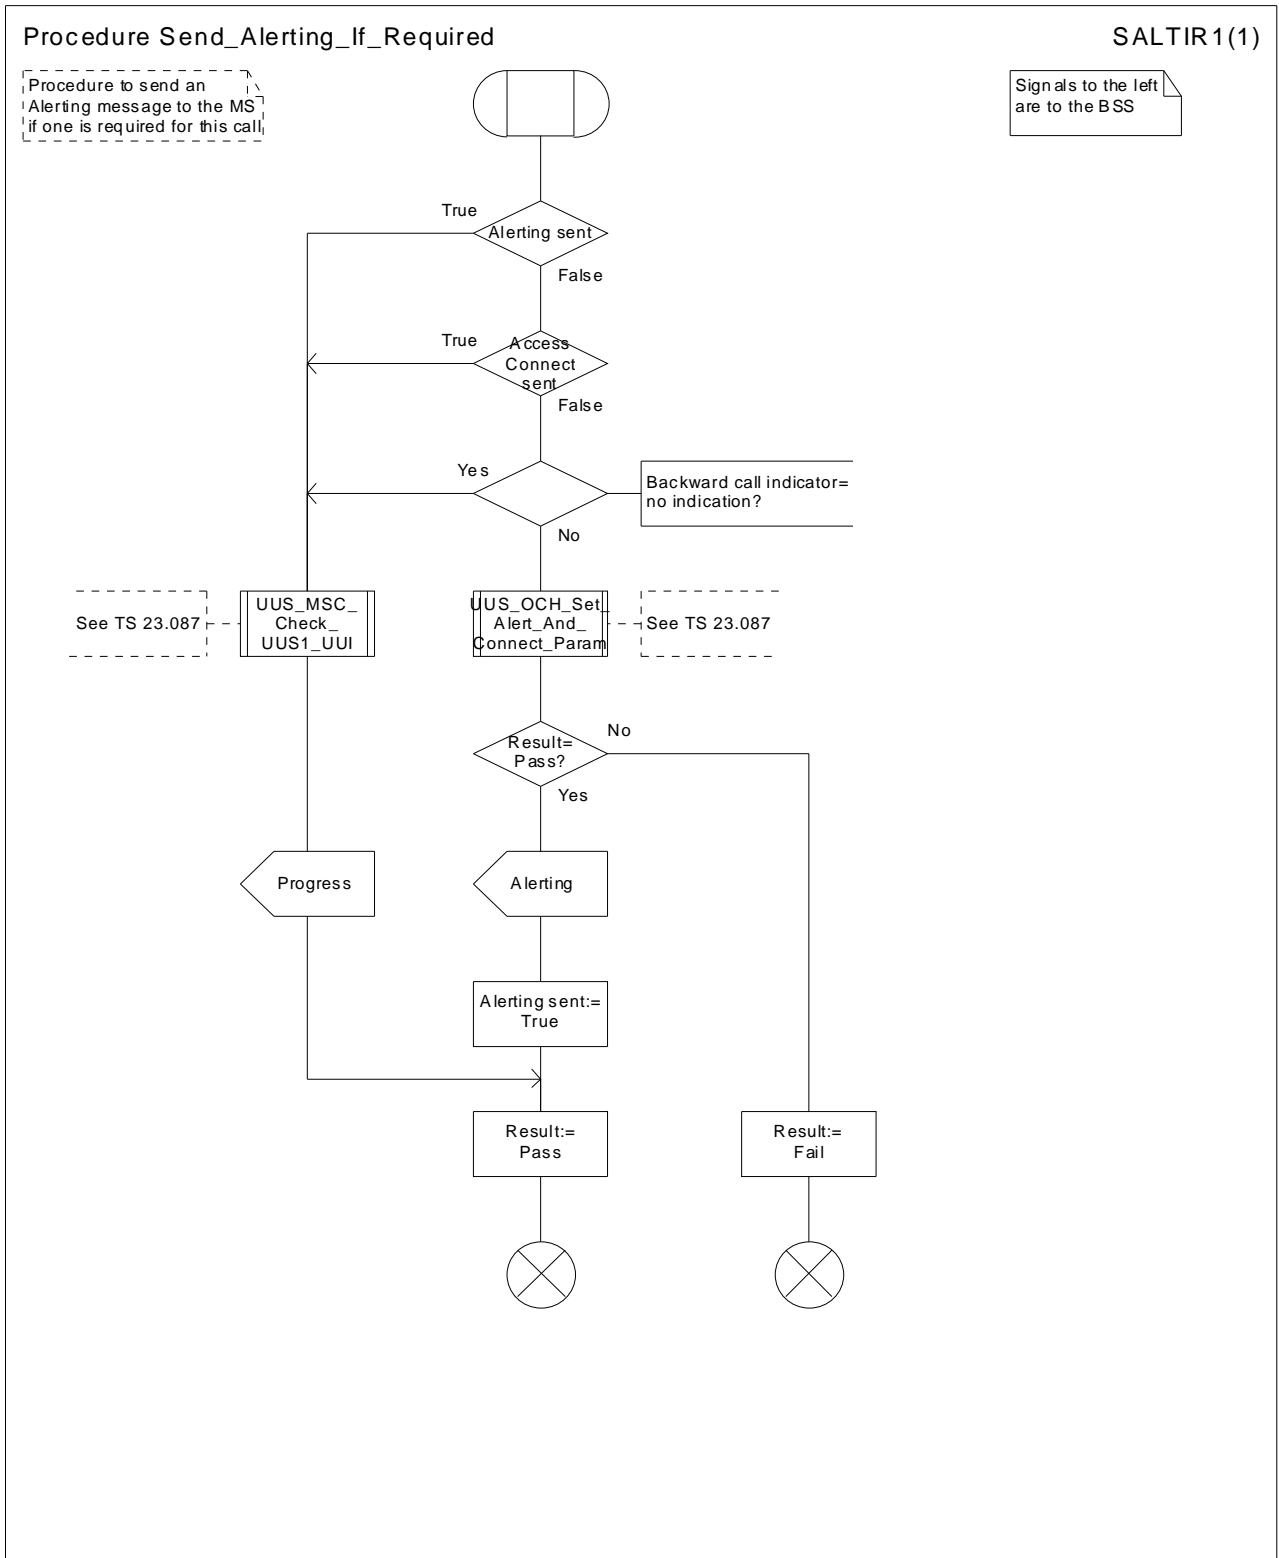 Procedure Send_Alerting_If_Required
SALTIR1(1)
Procedure to send an
Alerting message to the MS
if one is required for this call
Signals to the left
are to the BSS
True
Alerting sent
False
True
Access
Connect
sent
False
Yes
Backward call indicator=
no indication?
No
See TS 23.087
UUS_MSC_
Check_
UUS1_UUI
UUS_OCH_Set_
Alert_And_
Connect_Param
See TS 23.087
Result=
Pass?
No
Yes
Progress
Alerting
Alerting sent:=
True
Result:=
Pass
Result:=
Fail